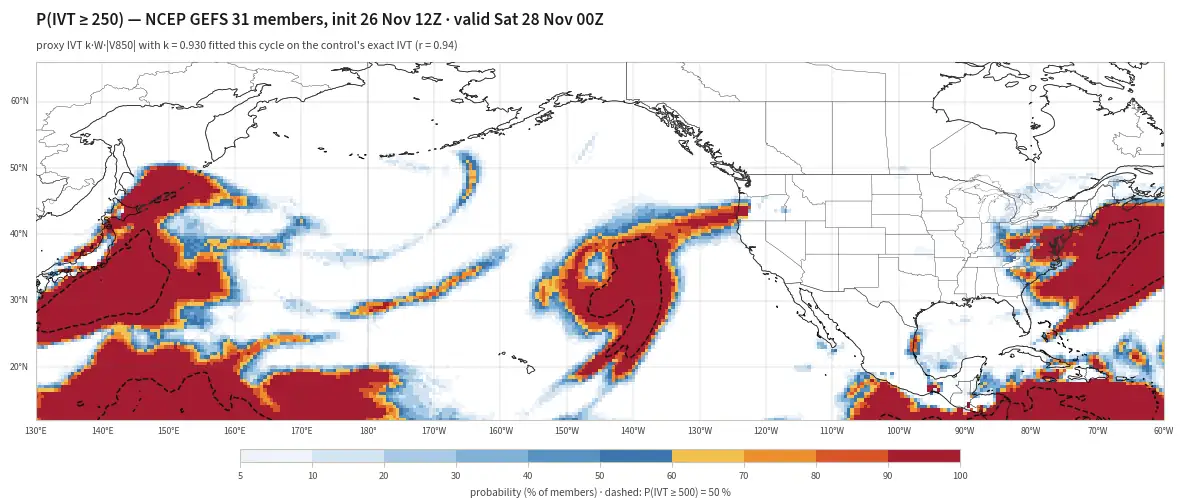 P(IVT ≥ 250) — NCEP GEFS 31 members, init 26 Nov 12Z · valid Sat 28 Nov 00Z
proxy IVT k·W·|V850| with k = 0.930 fitted this cycle on the control's exact IVT (r = 0.94)
60°N
50°N
40°N
30°N
20°N
130°E 140°E 150°E 160°E 170°E 180° 170°W 160°W 150°W 140°W 130°W 120°W 110°W 100°W 90°W 80°W 70°W 60°W
5 10 20 30 40 50 60 70 80 90 100
probability (% of members) · dashed: P(IVT ≥ 500) = 50 %